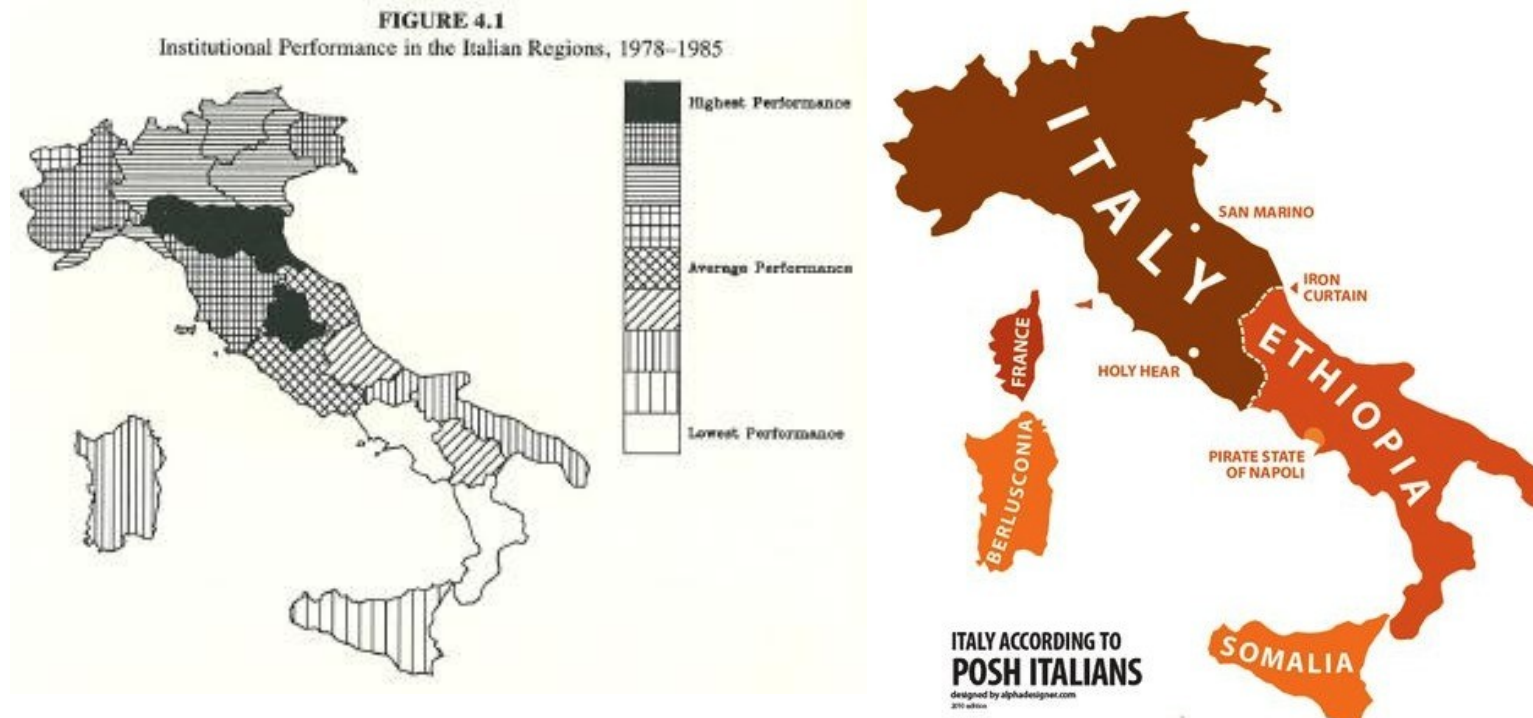 FIGURE 4.1
Institutional Performance in the Italian Regions, 1978–1985
Highest Performance
Average Performance
Lowest Performance
ITALY
SAN MARINO
IRON
CURTAIN
ETHIOPIA
FRANCE
HOLY HEAR
PIRATE STATE
OF NAPOLI
BERLUSCONIA
SOMALIA
ITALY ACCORDING TO
POSH ITALIANS
designed by alphadesigner.com
2010 edition